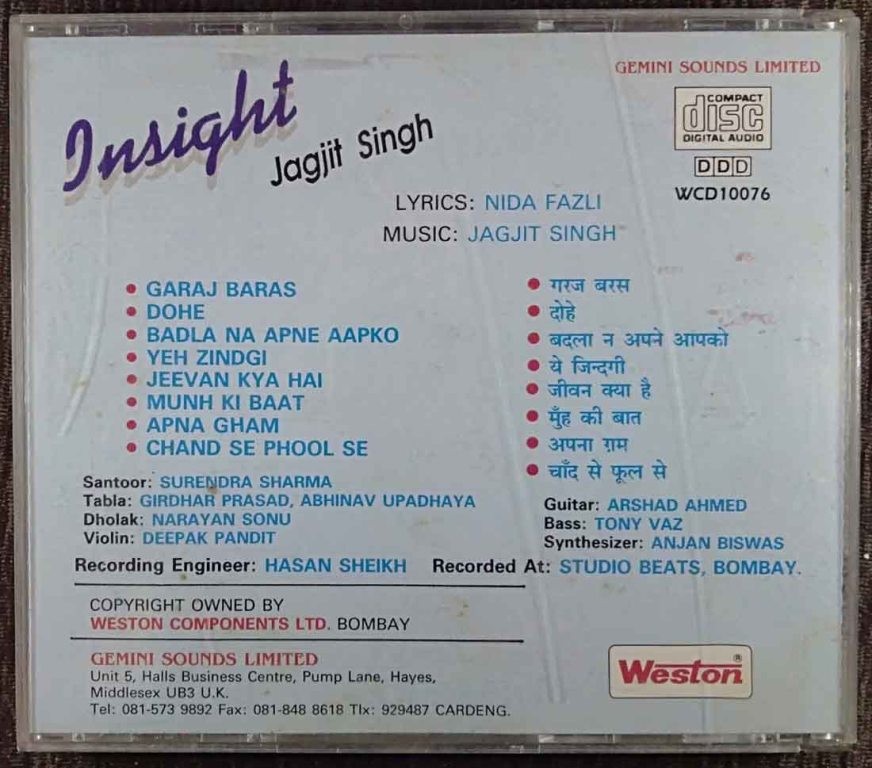 Insight
Jagjit Singh
GEMINI SOUNDS LIMITED
COMPACT
disc
DIGITAL AUDIO
DDD
WCD10076
LYRICS: NIDA FAZLI
MUSIC: JAGJIT SINGH
• GARAJ BARAS
• DOHE
• BADLA NA APNE AAPKO
• YEH ZINDGI
• JEEVAN KYA HAI
• MUNH KI BAAT
• APNA GHAM
• CHAND SE PHOOL SE
• गरज बरस
• दोहे
• बदला न अपने आपको
• ये जिन्दगी
• जीवन क्या है
• मुँह की बात
• अपना ग़म
• चाँद से फूल से
Santoor: SURENDRA SHARMA
Tabla: GIRDHAR PRASAD, ABHINAV UPADHAYA
Dholak: NARAYAN SONU
Violin: DEEPAK PANDIT
Guitar: ARSHAD AHMED
Bass: TONY VAZ
Synthesizer: ANJAN BISWAS
Recording Engineer: HASAN SHEIKH Recorded At: STUDIO BEATS, BOMBAY.
COPYRIGHT OWNED BY
WESTON COMPONENTS LTD. BOMBAY
GEMINI SOUNDS LIMITED
Unit 5, Halls Business Centre, Pump Lane, Hayes,
Middlesex UB3 U.K.
Tel: 081-573 9892 Fax: 081-848 8618 Tlx: 929487 CARDENG.
Weston®